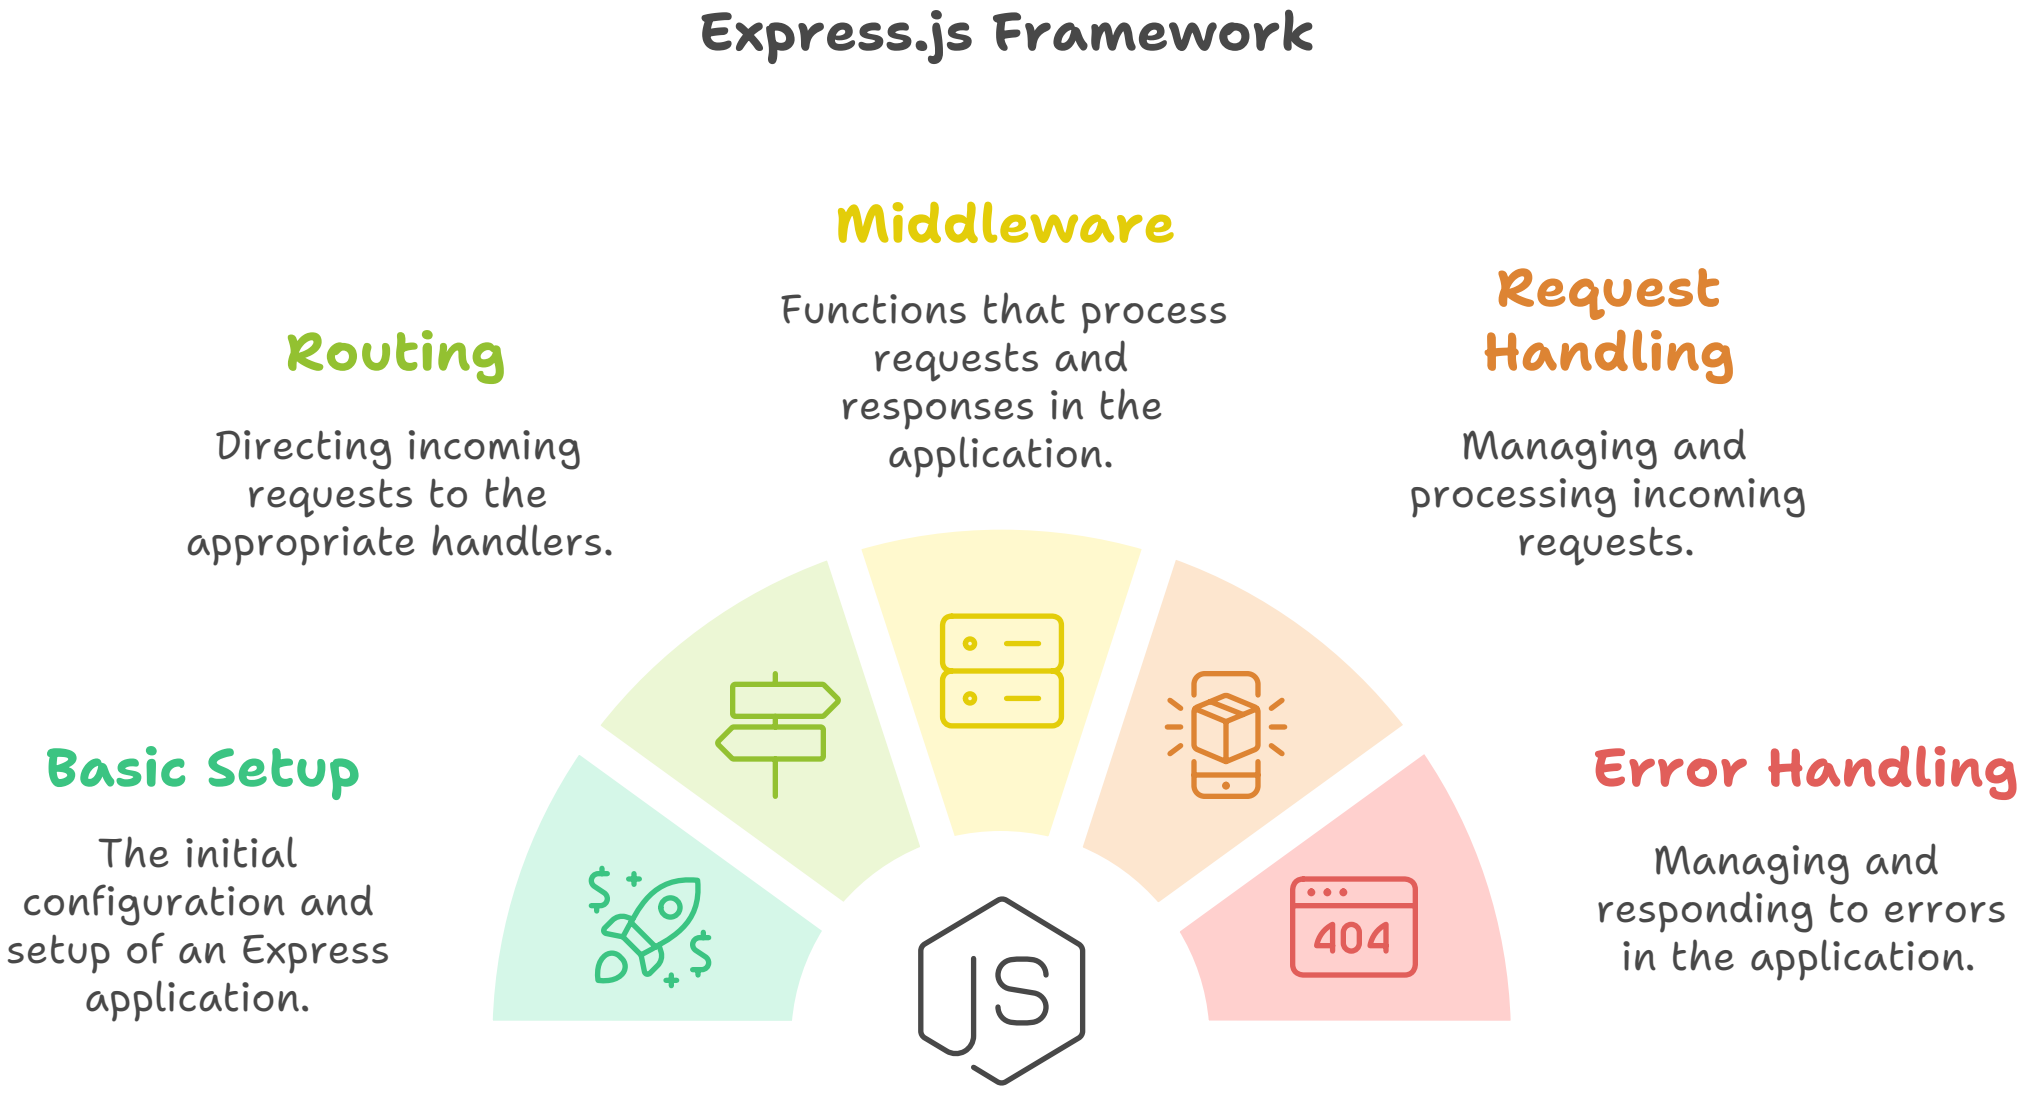 Express.js Framework
Middleware
Functions that process
requests and
responses in the
application.
Request
Handling
Managing and
processing incoming
requests.
Routing
Directing incoming
requests to the
appropriate handlers.
Basic Setup
The initial
configuration and
setup of an Express
application.
Error Handling
Managing and
responding to errors
in the application.
$
$
404
JS